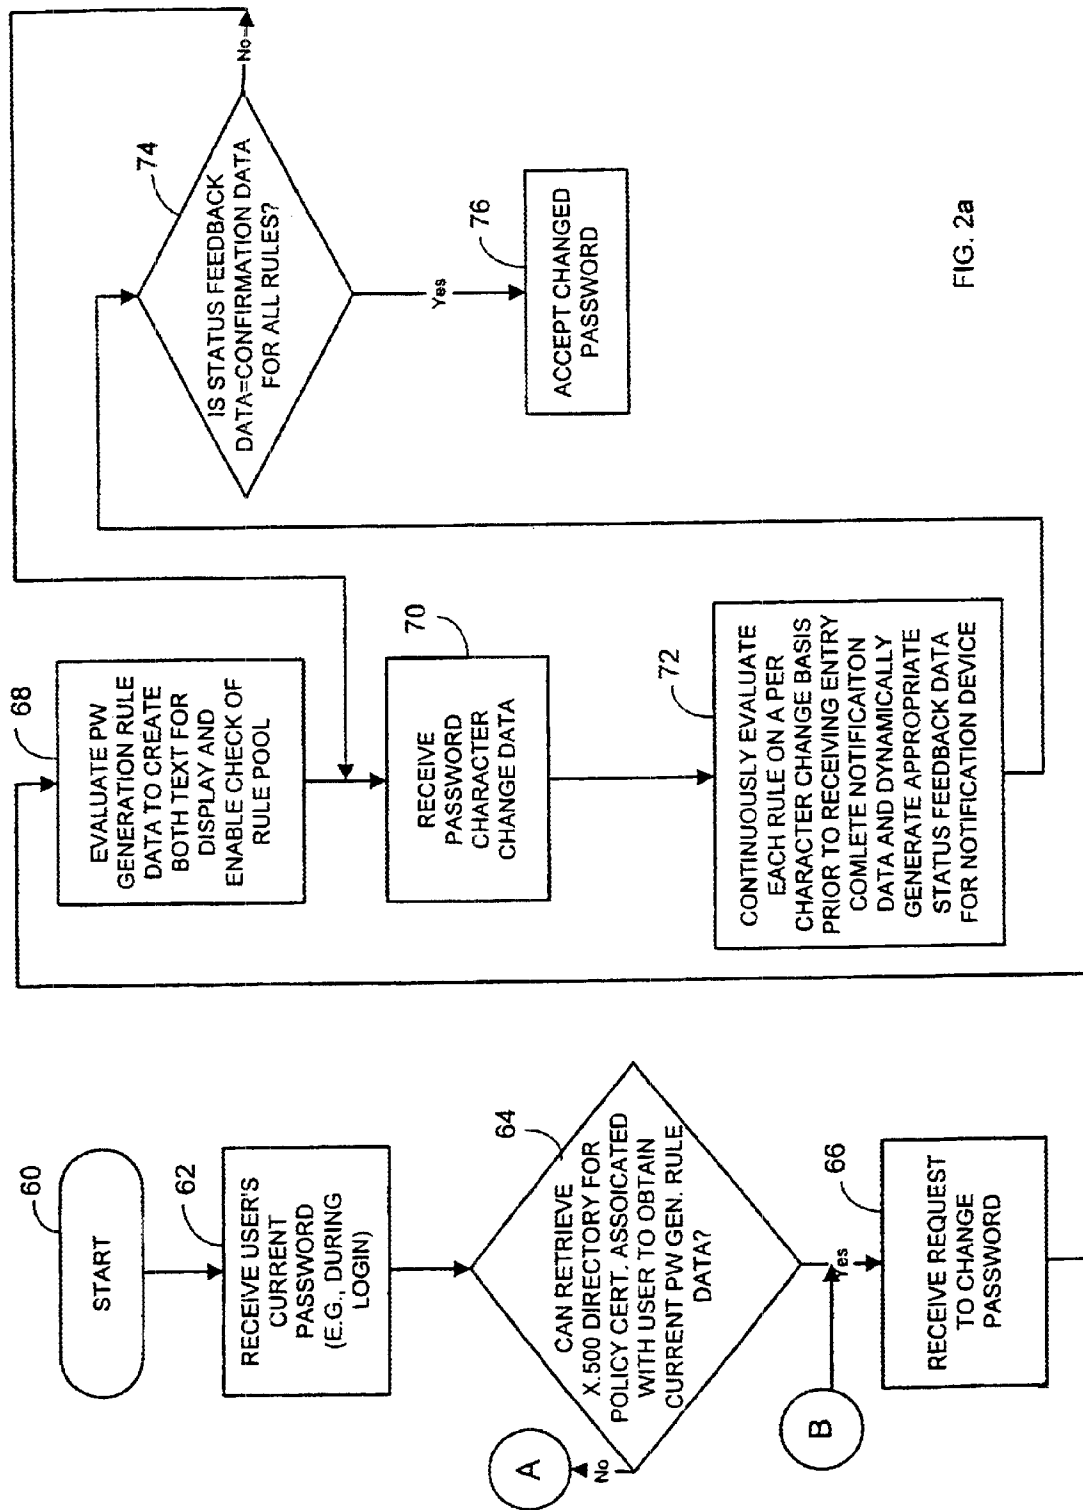 60
START
62
RECEIVE USER'S
CURRENT
PASSWORD
(E.G., DURING
LOGIN)
64
CAN RETRIEVE
X.500 DIRECTORY FOR
POLICY CERT. ASSOICATED
WITH USER TO OBTAIN
CURRENT PW GEN. RULE
DATA?
No
A
B
Yes
66
RECEIVE REQUEST
TO CHANGE
PASSWORD
68
EVALUATE PW
GENERATION RULE
DATA TO CREATE
BOTH TEXT FOR
DISPLAY AND
ENABLE CHECK OF
RULE POOL
70
RECEIVE
PASSWORD
CHARACTER
CHANGE DATA
72
CONTINUOUSLY EVALUATE
EACH RULE ON A PER
CHARACTER CHANGE BASIS
PRIOR TO RECEIVING ENTRY
COMLETE NOTIFICAITON
DATA AND DYNAMICALLY
GENERATE APPROPRIATE
STATUS FEEDBACK DATA
FOR NOTIFICATION DEVICE
74
IS STATUS FEEDBACK
DATA=CONFIRMATION DATA
FOR ALL RULES?
No
Yes
76
ACCEPT CHANGED
PASSWORD
FIG. 2a